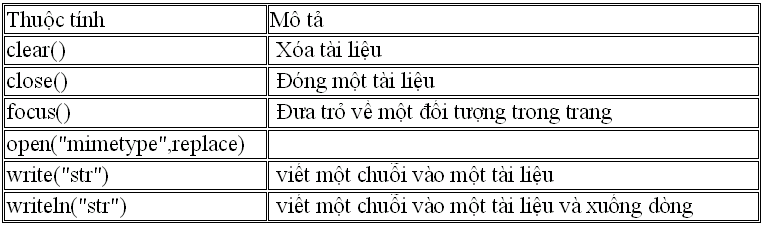 Thuộc tính Mô tả
clear() Xóa tài liệu
close() Đóng một tài liệu
focus() Đưa trỏ về một đối tượng trong trang
open("mimetype",replace)
write("str") viết một chuỗi vào một tài liệu
writeln("str") viết một chuỗi vào một tài liệu và xuống dòng